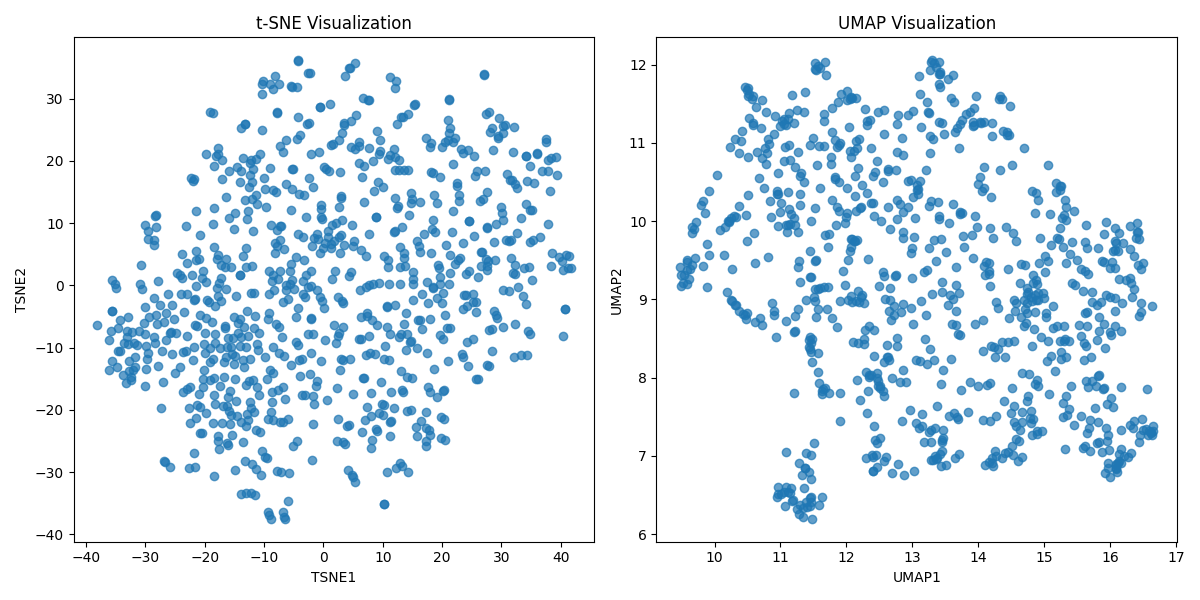 t-SNE Visualization
30
20
10
0
−10
−20
−30
−40
TSNE2
−40 −30 −20 −10 0 10 20 30 40
TSNE1
UMAP Visualization
12
11
10
9
8
7
6
UMAP2
10 11 12 13 14 15 16 17
UMAP1